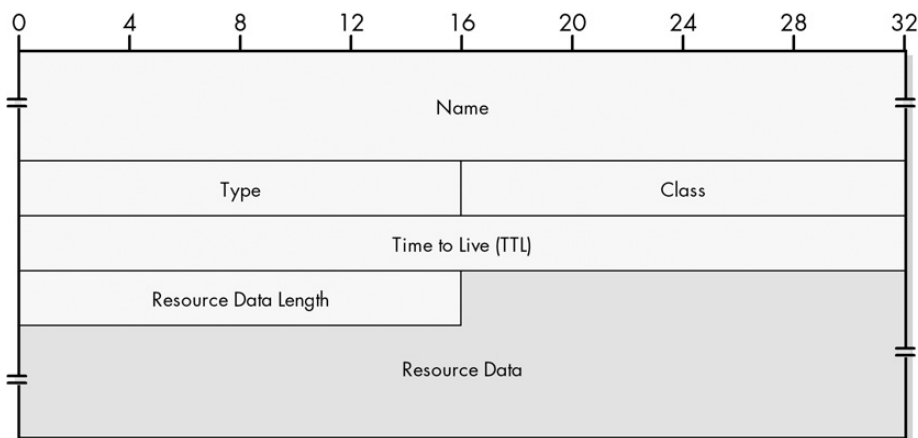 0 4 8 12 16 20 24 28 32
Name
Type Class
Time to Live (TTL)
Resource Data Length
Resource Data